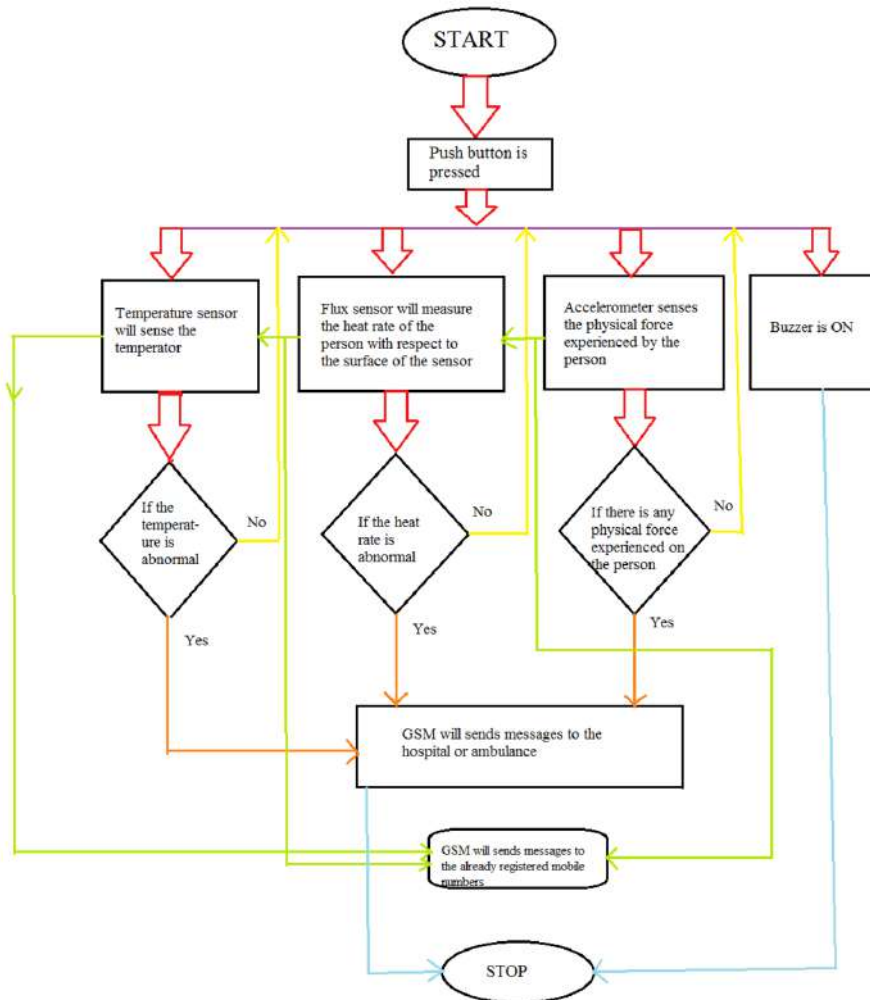 START
Push button is
pressed
Temperature sensor
will sense the
temperator
Flux sensor will measure
the heat rate of the
person with respect to
the surface of the sensor
Accelerometer senses
the physical force
experienced by the
person
Buzzer is ON
If the
temperat-
ure is
abnormal
No
If the heat
rate is
abnormal
No
If there is any
physical force
experienced on
the person
No
Yes
Yes
Yes
GSM will sends messages to the
hospital or ambulance
GSM will sends messages to
the already registered mobile
numbers
STOP